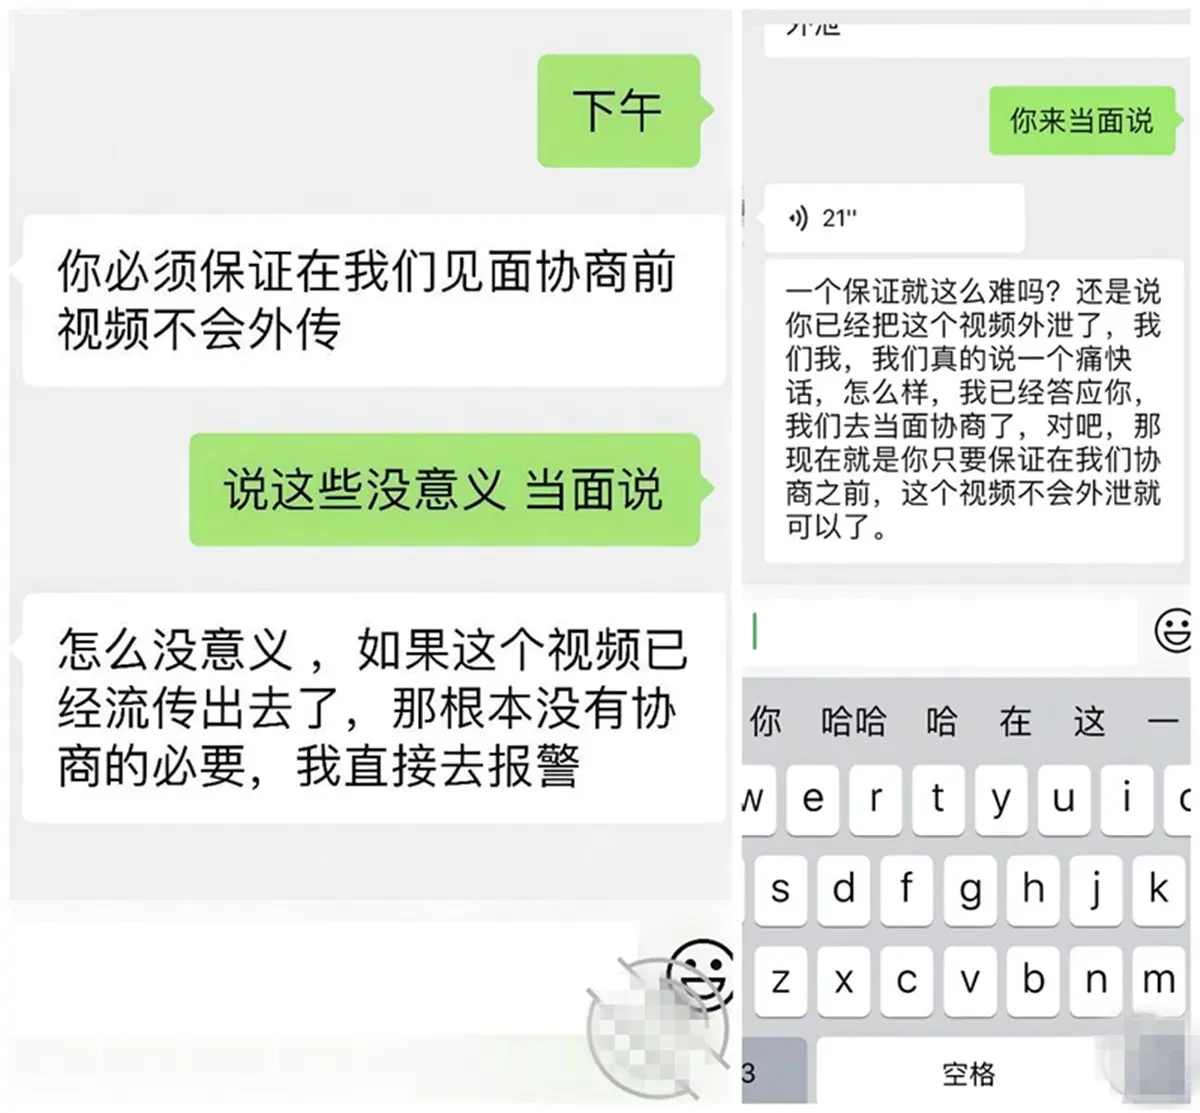 下午
你必须保证在我们见面协商前
视频不会外传
说这些没意义 当面说
怎么没意义，如果这个视频已
经流传出去了，那根本没有协
商的必要，我直接去报警
外泄
你来当面说
21"
一个保证就这么难吗？还是说
你已经把这个视频外泄了，我
们我，我们真的说一个痛快
话，怎么样，我已经答应你，
我们去当面协商了，对吧，那
现在就是你只要保证在我们协
商之前，这个视频不会外泄就
可以了。
你 哈哈 哈 在 这 一
w e r t y u i o
s d f g h j k
z x c v b n m
3 空格